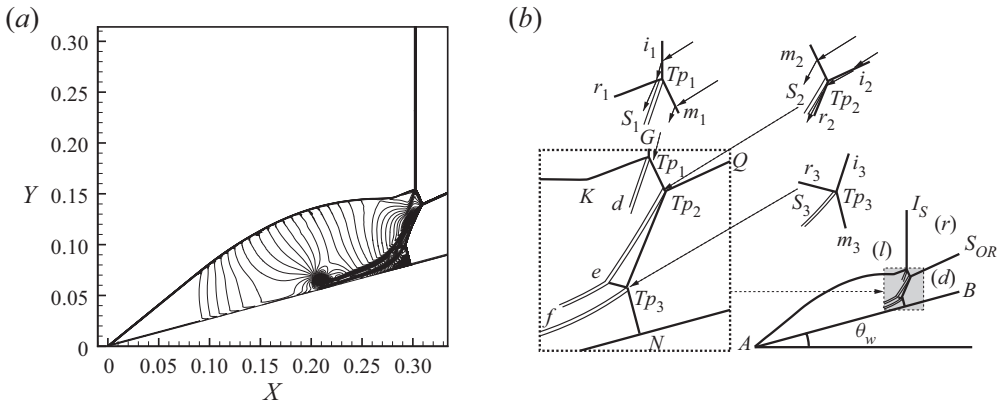 (a)
0.30
0.25
0.20
Y
0.15
0.10
0.05
0
0 0.05 0.10 0.15 0.20 0.25 0.30
X
(b)
i1
Tp1
r1
S1
m1
m2
i2
S2
Tp2
r2
G
Tp1
Q
K
d
Tp2
e
f
Tp3
N
r3
i3
S3
Tp3
m3
IS
(r)
(l)
SOR
(d)
B
A
θw